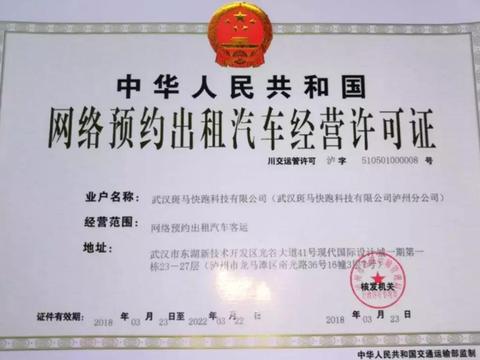 中华人民共和国
网络预约出租汽车经营许可证
川交运管许可 泸 字 510501000008 号
业户名称: 武汉斑马快跑科技有限公司(武汉斑马快跑科技有限公司泸州分公司)
经营范围: 网络预约出租汽车客运
地址: 武汉市东湖新技术开发区光谷大道41号现代国际设计城一期第一
栋23-27层(泸州市龙马潭区南光路36号16幢3层2号)
核发机关
证件有效期: 2018 年 03 月 23 日至 2022 年 03 月 22 日 2018 年 03 月 23 日
中华人民共和国交通运输部监制